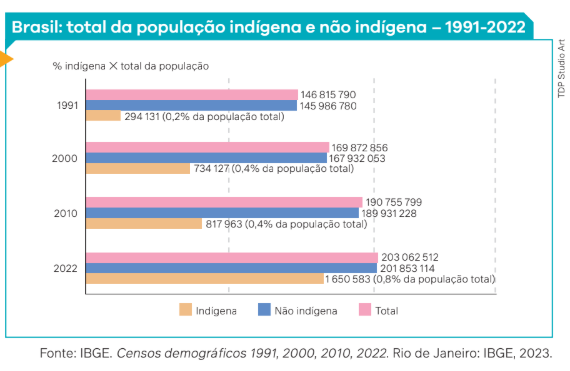 Brasil: total da população indígena e não indígena – 1991-2022
% indígena X total da população
1991
146 815 790
145 986 780
294 131 (0,2% da população total)
2000
169 872 856
167 932 053
734 127 (0,4% da população total)
2010
190 755 799
189 931 228
817 963 (0,4% da população total)
2022
203 062 512
201 853 114
1 650 583 (0,8% da população total)
Indígena Não indígena Total
TDP Studio Art
Fonte: IBGE. Censos demográficos 1991, 2000, 2010, 2022. Rio de Janeiro: IBGE, 2023.